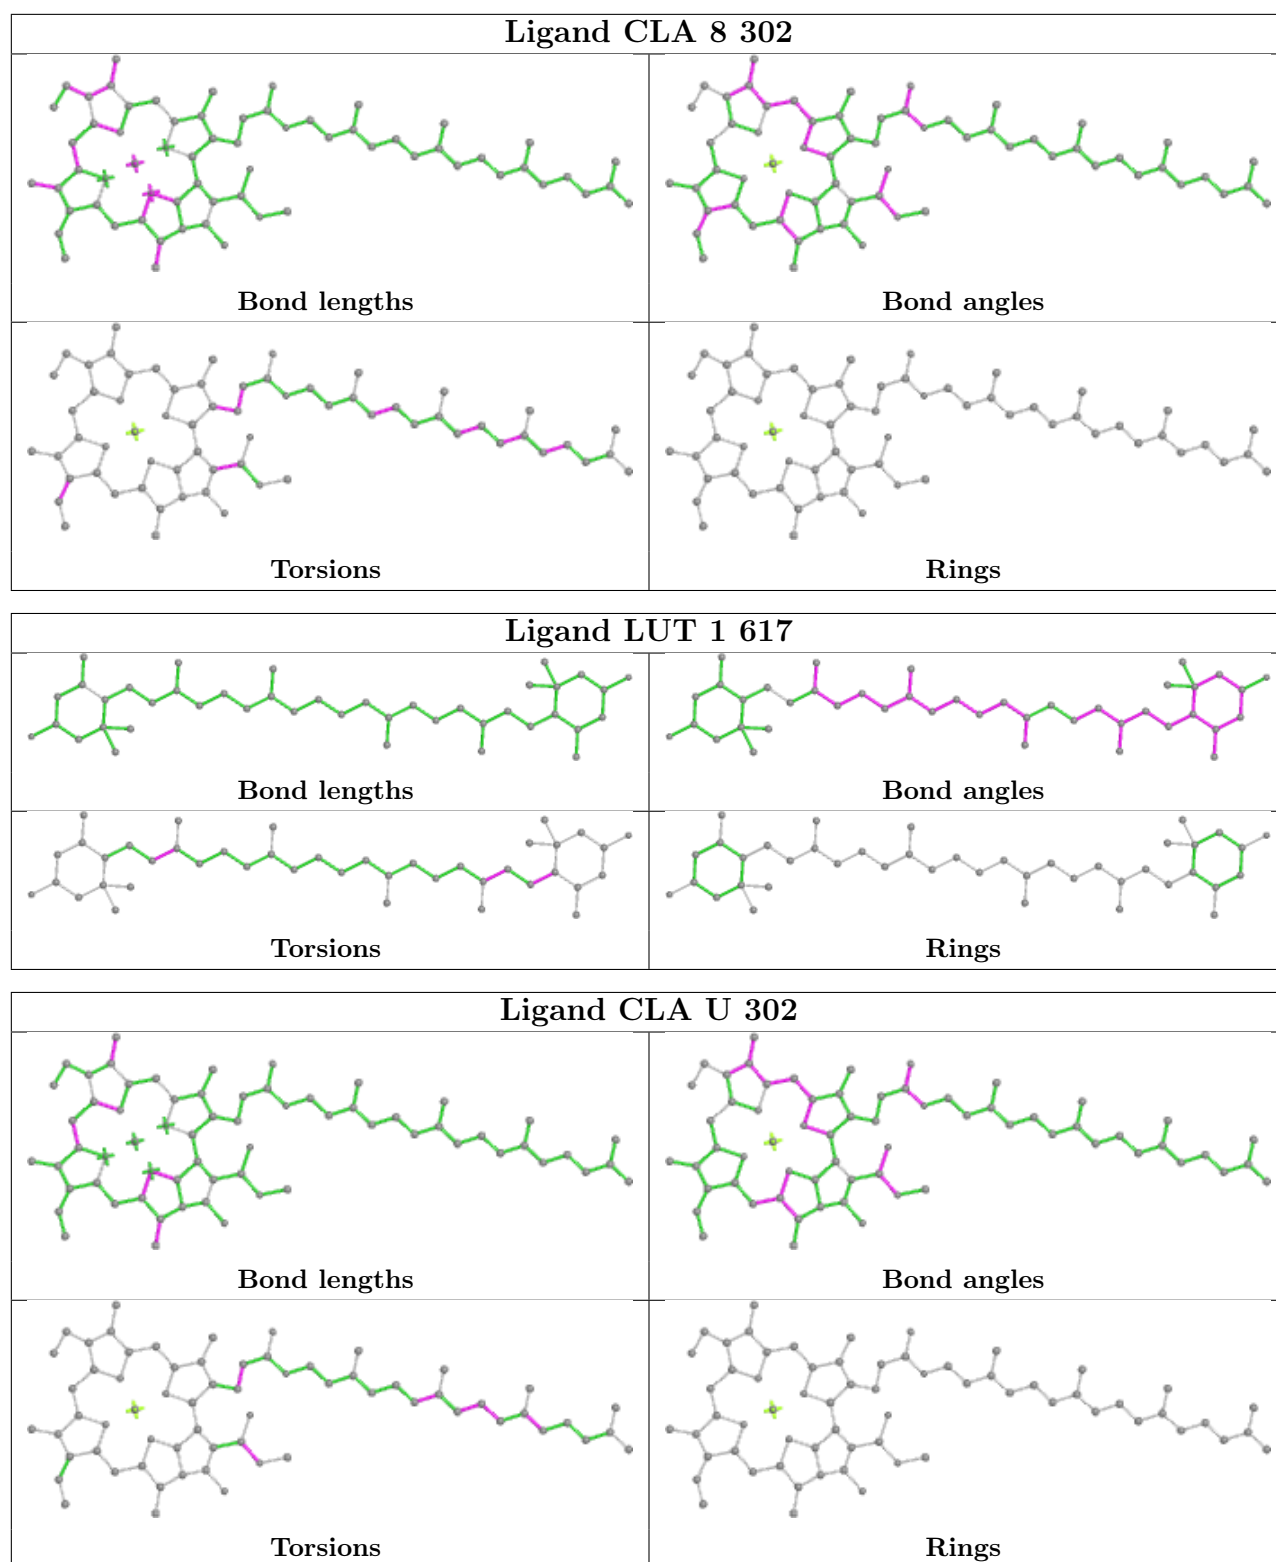 Ligand CLA 8 302
Bond lengths
Bond angles
Torsions
Rings
Ligand LUT 1 617
Bond lengths
Bond angles
Torsions
Rings
Ligand CLA U 302
Bond lengths
Bond angles
Torsions
Rings